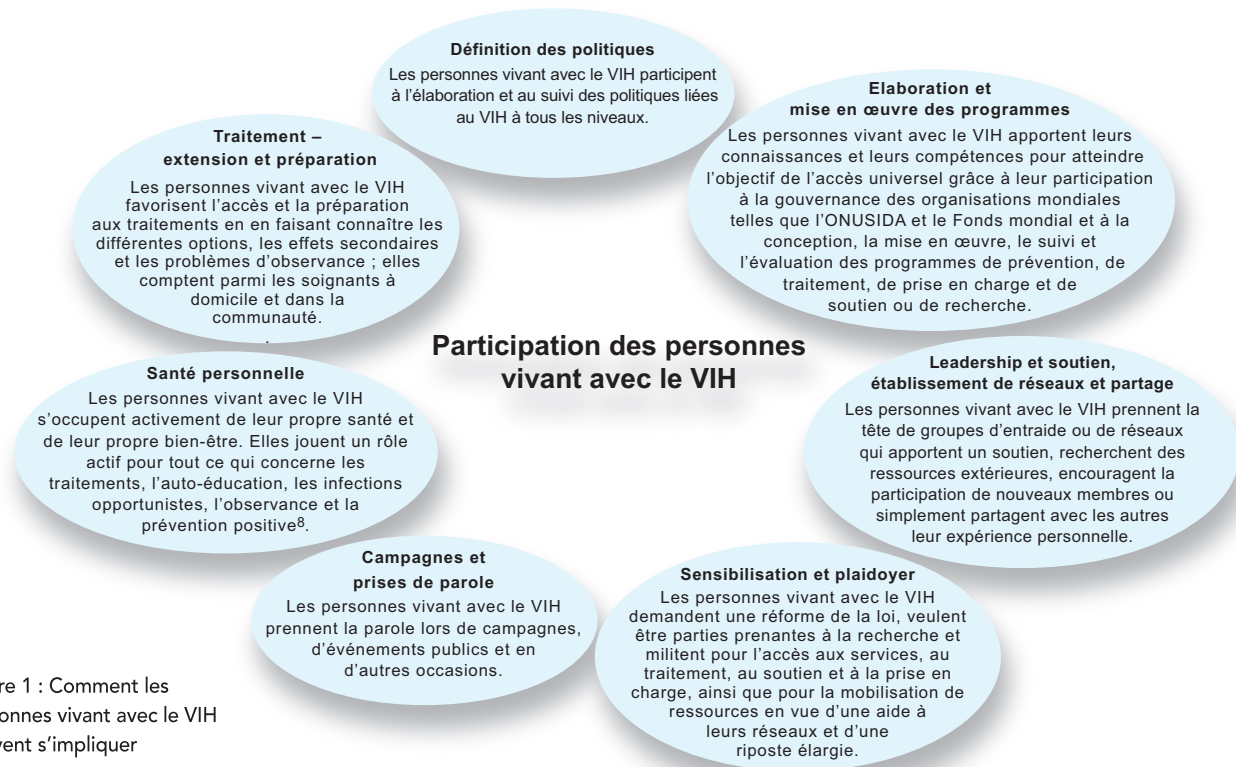 Définition des politiques
Les personnes vivant avec le VIH participent
à l’élaboration et au suivi des politiques liées
au VIH à tous les niveaux.
Elaboration et
mise en œuvre des programmes
Les personnes vivant avec le VIH apportent leurs
connaissances et leurs compétences pour atteindre
l’objectif de l’accès universel grâce à leur participation
à la gouvernance des organisations mondiales
telles que l’ONUSIDA et le Fonds mondial et à la
conception, la mise en œuvre, le suivi et
l’évaluation des programmes de prévention, de
traitement, de prise en charge et de
soutien ou de recherche.
Traitement –
extension et préparation
Les personnes vivant avec le VIH
favorisent l’accès et la préparation
aux traitements en en faisant connaître les
différentes options, les effets secondaires
et les problèmes d’observance ; elles
comptent parmi les soignants à
domicile et dans la
communauté.
.
Participation des personnes
vivant avec le VIH
Leadership et soutien,
établissement de réseaux et partage
Les personnes vivant avec le VIH prennent la
tête de groupes d’entraide ou de réseaux
qui apportent un soutien, recherchent des
ressources extérieures, encouragent la
participation de nouveaux membres ou
simplement partagent avec les autres
leur expérience personnelle.
Santé personnelle
Les personnes vivant avec le VIH
s’occupent activement de leur propre santé et
de leur propre bien-être. Elles jouent un rôle
actif pour tout ce qui concerne les
traitements, l’auto-éducation, les infections
opportunistes, l’observance et la
prévention positive8.
Campagnes et
prises de parole
Les personnes vivant avec le VIH
prennent la parole lors de campagnes,
d’événements publics et en
d’autres occasions.
Sensibilisation et plaidoyer
Les personnes vivant avec le VIH
demandent une réforme de la loi, veulent
être parties prenantes à la recherche et
militent pour l’accès aux services, au
traitement, au soutien et à la prise en
charge, ainsi que pour la mobilisation de
ressources en vue d’une aide à
leurs réseaux et d’une
riposte élargie.
re 1 : Comment les
onnes vivant avec le VIH
vent s’impliquer